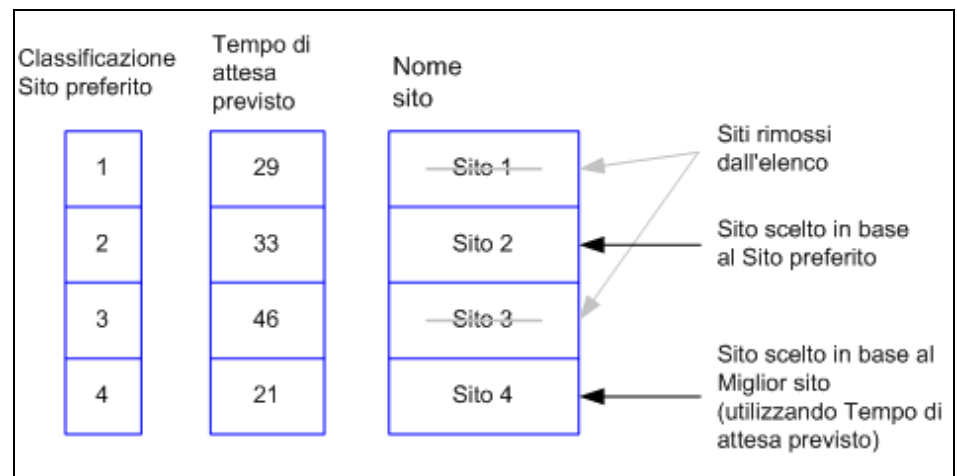 Classificazione
Sito preferito
Tempo di
attesa
previsto
Nome
sito
1
29
Sito 1
2
33
Sito 2
3
46
Sito 3
4
21
Sito 4
Siti rimossi
dall'elenco
Sito scelto in base
al Sito preferito
Sito scelto in base al
Miglior sito
(utilizzando Tempo di
attesa previsto)